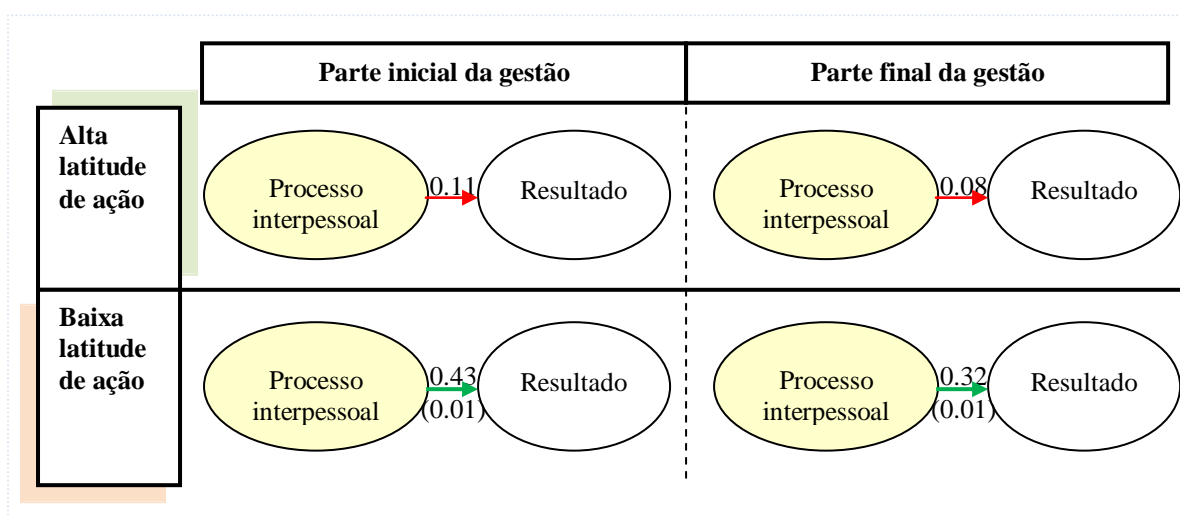 Parte inicial da gestão
Parte final da gestão
Alta
latitude
de ação
Processo
interpessoal
0.11
Resultado
Processo
interpessoal
0.08
Resultado
Baixa
latitude
de ação
Processo
interpessoal
0.43
(0.01)
Resultado
Processo
interpessoal
0.32
(0.01)
Resultado